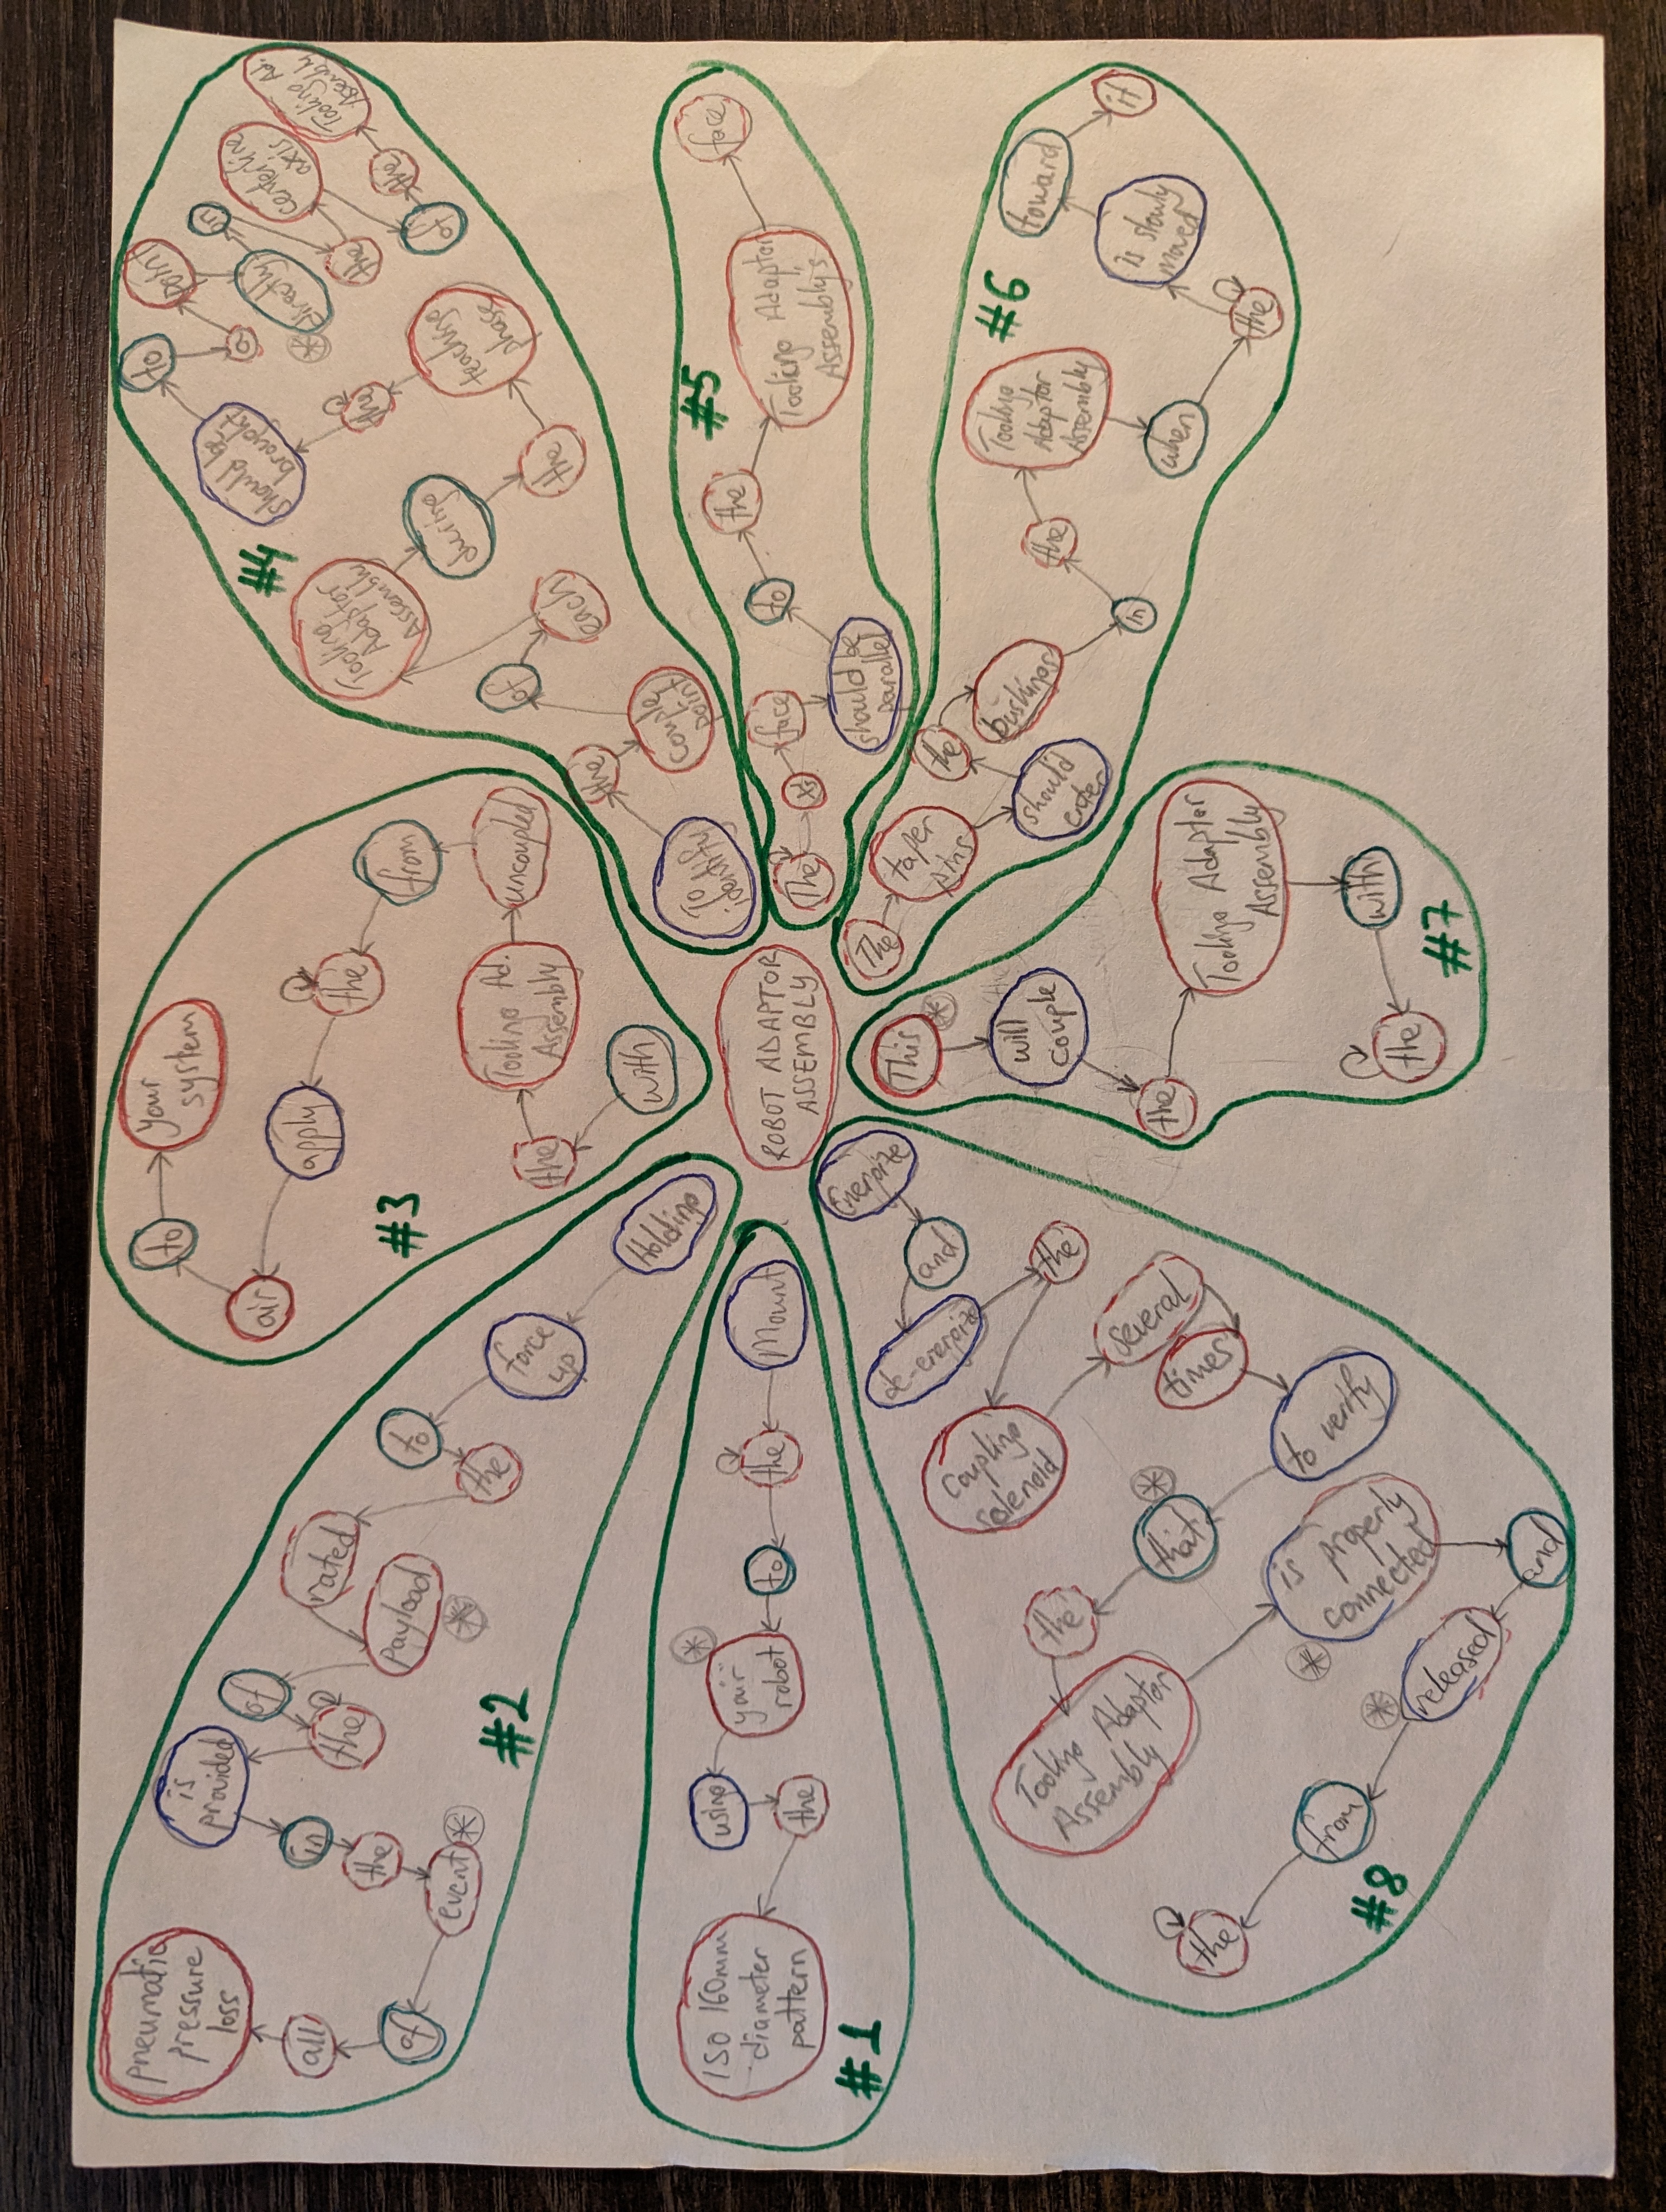 pneumatic
pressure
loss
all
of
event
the
in
is
provided
the
of
payload
rated
the
to
force
up
Holding
#2
to
your
system
air
apply
the
from
uncoupled
Tooling Ad.
Assembly
the
with
#3
#4
To
identify
the
couple
point
of
each
Tooling
Adaptor
Assembly
during
the
teaching
phase
the
should be
brought
to
a
point
directly
on
the
centerline
axis
of
the
Tooling Ad.
Assembly
ISO 160mm
diameter
pattern
the
using
your
robot
to
the
Mount
#1
ROBOT ADAPTOR
ASSEMBLY
#5
The
face
should be
parallel
to
the
Tooling Adaptor
Assembly's
face
The
taper
pins
should
enter
the
bushings
in
the
Tooling
Adaptor
Assembly
when
the
is slowly
moved
toward
it
#6
This
will
couple
the
Tooling Adaptor
Assembly
with
the
#7
Energize
and
de-energize
the
coupling
solenoid
several
times
to verify
that
the
Tooling Adaptor
Assembly
is properly
connected
and
released
from
the
#8